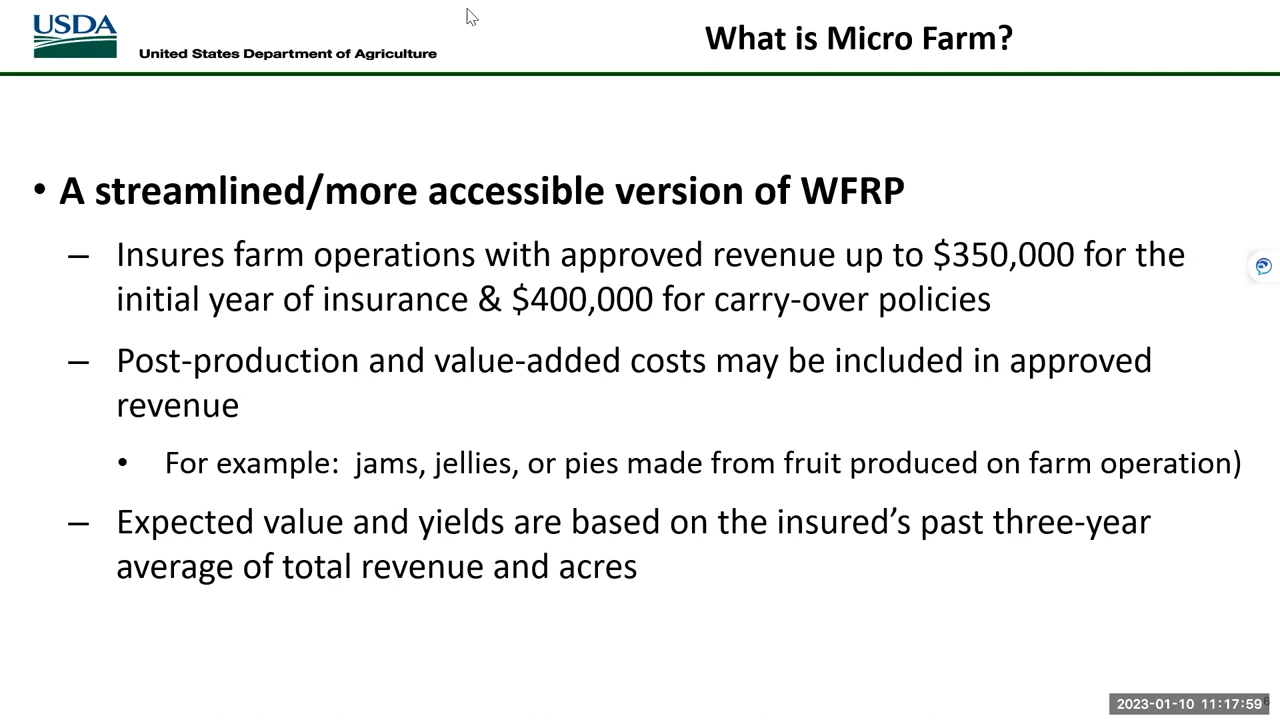 USDA
United States Department of Agriculture
What is Micro Farm?
• A streamlined/more accessible version of WFRP
– Insures farm operations with approved revenue up to $350,000 for the
initial year of insurance & $400,000 for carry-over policies
– Post-production and value-added costs may be included in approved
revenue
• For example:  jams, jellies, or pies made from fruit produced on farm operation)
– Expected value and yields are based on the insured’s past three-year
average of total revenue and acres
2023-01-10 11:17:59
6